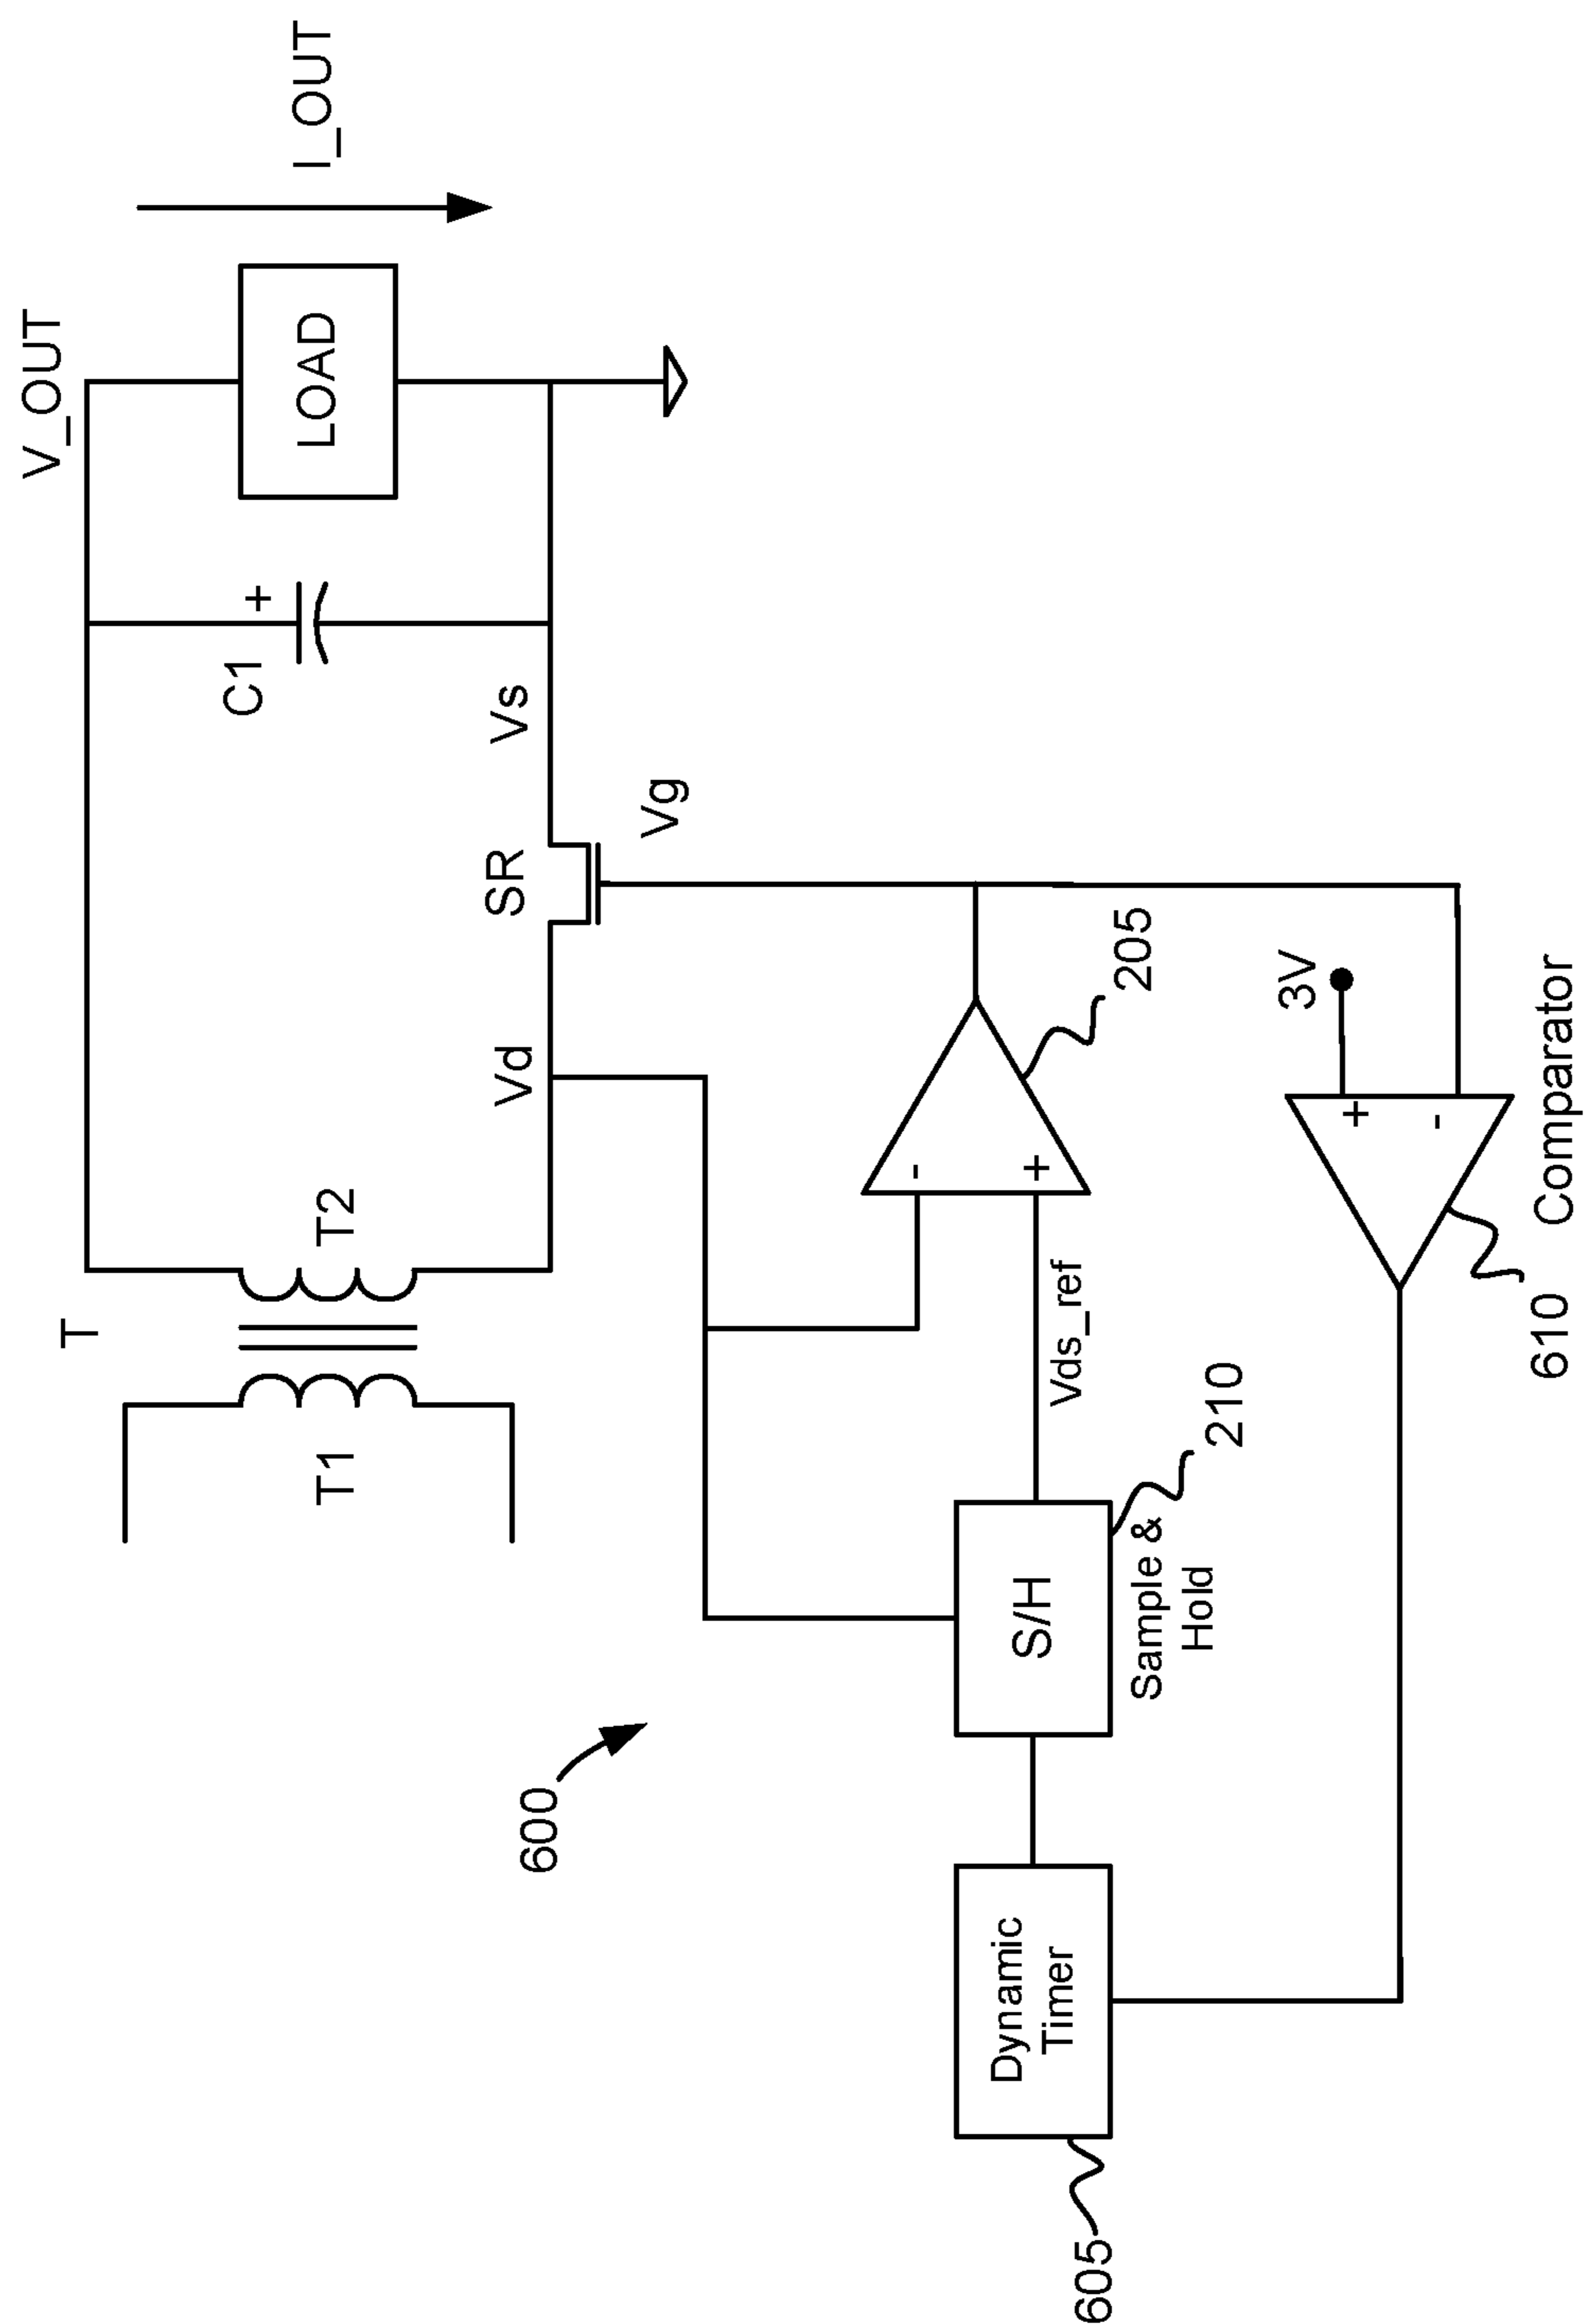 T
V_OUT
I_OUT
T1
T2
C1
+
LOAD
Vd
SR
Vs
Vg
600
-
+
205
Vds_ref
S/H
210
Sample &
Hold
Dynamic
Timer
605
3V
+
-
610
Comparator